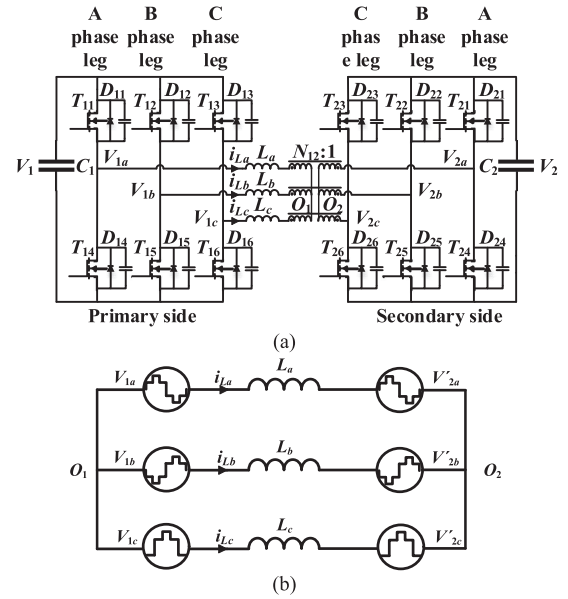 A B C C B A
phase phase phase phas phase phase
leg leg leg e leg leg leg
T11 D11 T12 D12 T13 D13 T23 D23 T22 D22 T21 D21
V1 C1 V1a iLa La N12:1 V2a C2 V2
V1b iLb Lb V2b
V1c iLc Lc O1 O2 V2c
T14 D14 T15 D15 T16 D16 T26 D26 T25 D25 T24 D24
Primary side Secondary side
(a)
V1a iLa La V′2a
O1 V1b iLb Lb V′2b O2
V1c iLc Lc V′2c
(b)